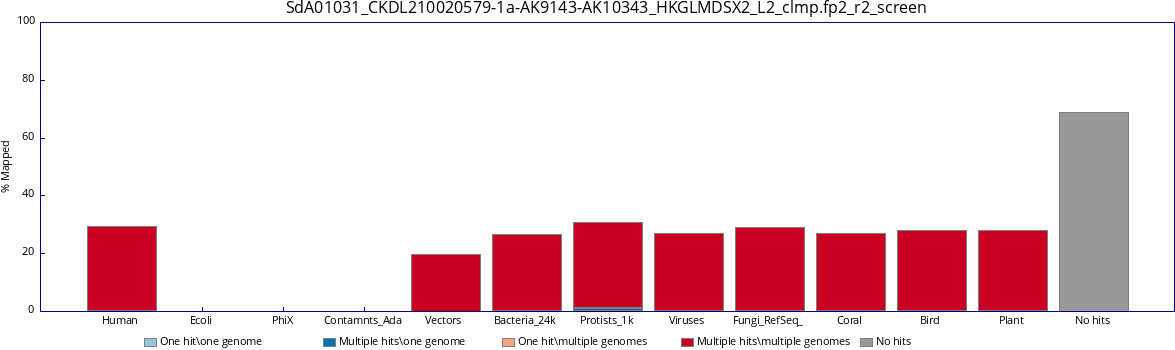 SdA01031_CKDL210020579-1a-AK9143-AK10343_HKGLMDSX2_L2_clmp.fp2_r2_screen
100
80
60
40
20
0
% Mapped
Human Ecoli PhiX Contamnts_Ada Vectors Bacteria_24k Protists_1k Viruses Fungi_RefSeq_ Coral Bird Plant No hits
One hit\one genome Multiple hits\one genome One hit\multiple genomes Multiple hits\multiple genomes No hits